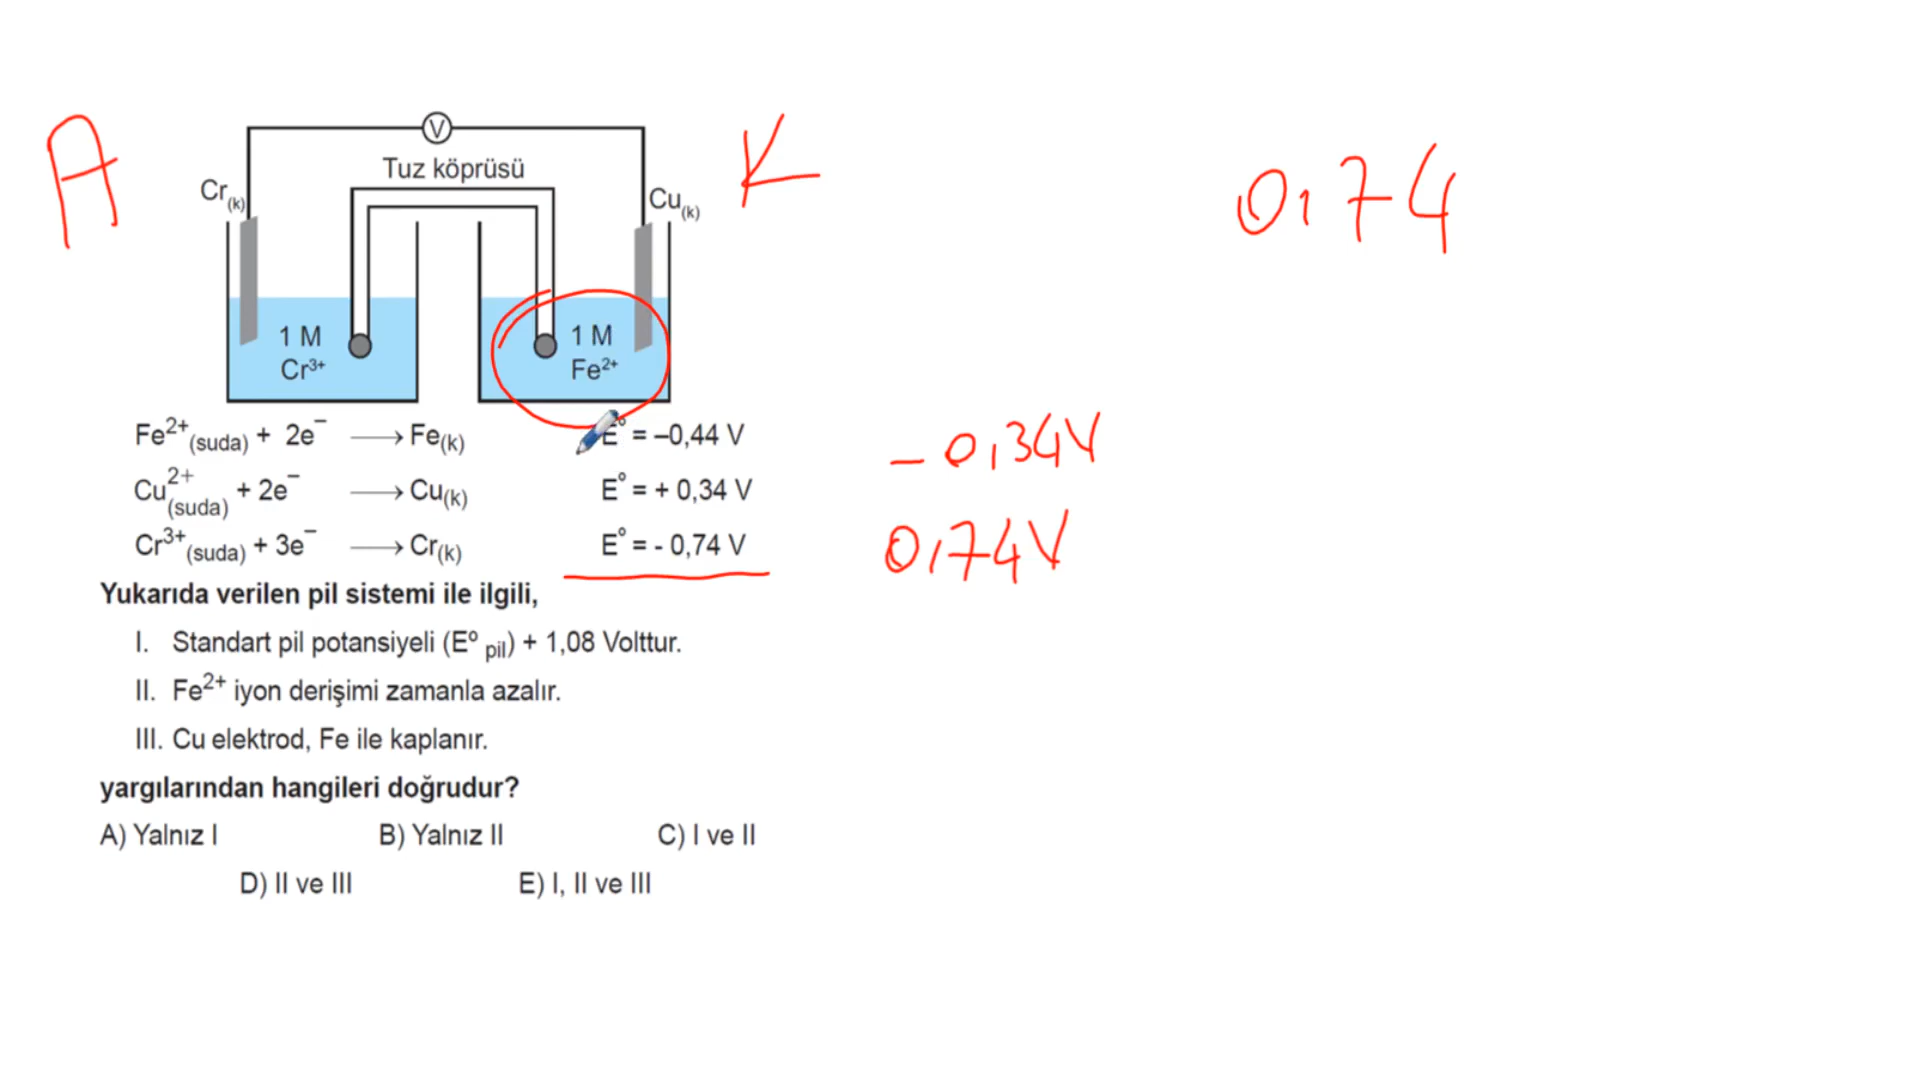 A
V
K
Tuz köprüsü
Cr(k)
Cu(k)
0,74
1 M
Cr³⁺
1 M
Fe²⁺
Fe²⁺(suda) + 2e⁻ ⟶ Fe(k) E° = –0,44 V
-0,34V
Cu²⁺(suda) + 2e⁻ ⟶ Cu(k) E° = + 0,34 V
Cr³⁺(suda) + 3e⁻ ⟶ Cr(k) E° = - 0,74 V
0,74V
Yukarıda verilen pil sistemi ile ilgili,
I. Standart pil potansiyeli (Eº pil) + 1,08 Volttur.
II. Fe²⁺ iyon derişimi zamanla azalır.
III. Cu elektrod, Fe ile kaplanır.
yargılarından hangileri doğrudur?
A) Yalnız I B) Yalnız II C) I ve II
D) II ve III E) I, II ve III